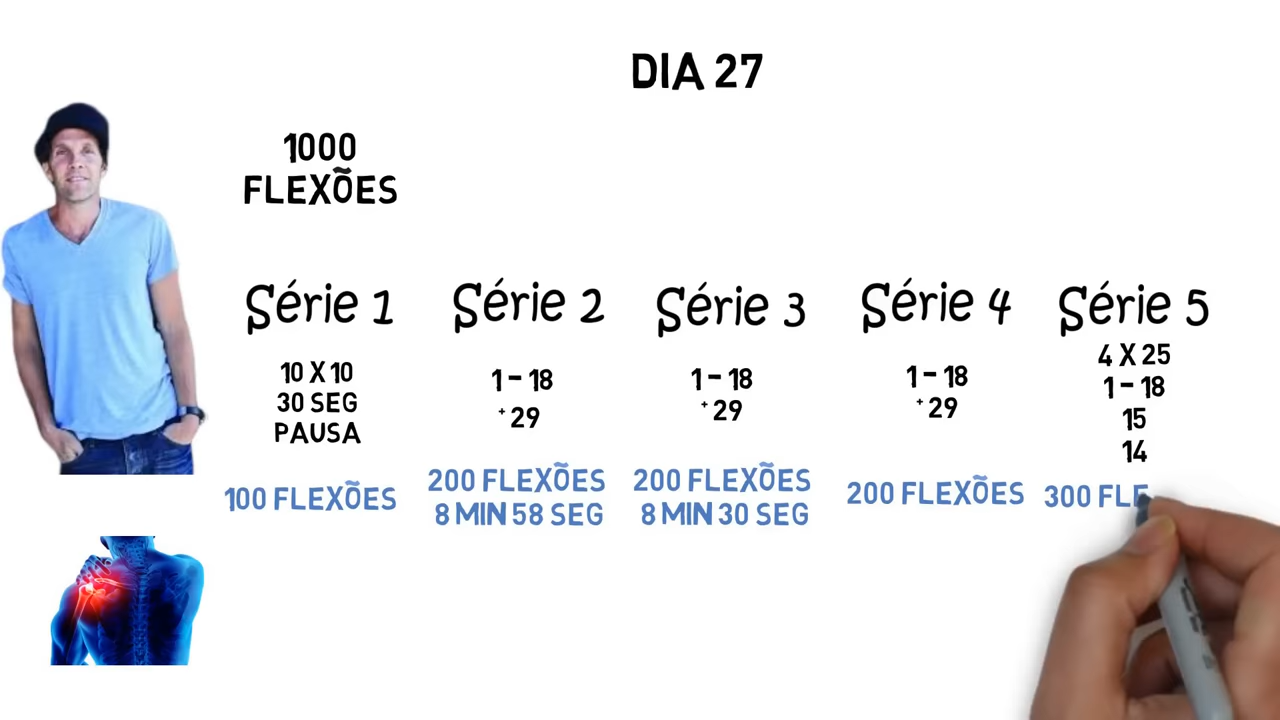 DIA 27
1000
FLEXÕES
Série 1
10 X 10
30 SEG
PAUSA
100 FLEXÕES
Série 2
1 - 18
+ 29
200 FLEXÕES
8 MIN 58 SEG
Série 3
1 - 18
+ 29
200 FLEXÕES
8 MIN 30 SEG
Série 4
1 - 18
+ 29
200 FLEXÕES
Série 5
4 X 25
1 - 18
15
14
300 FLE